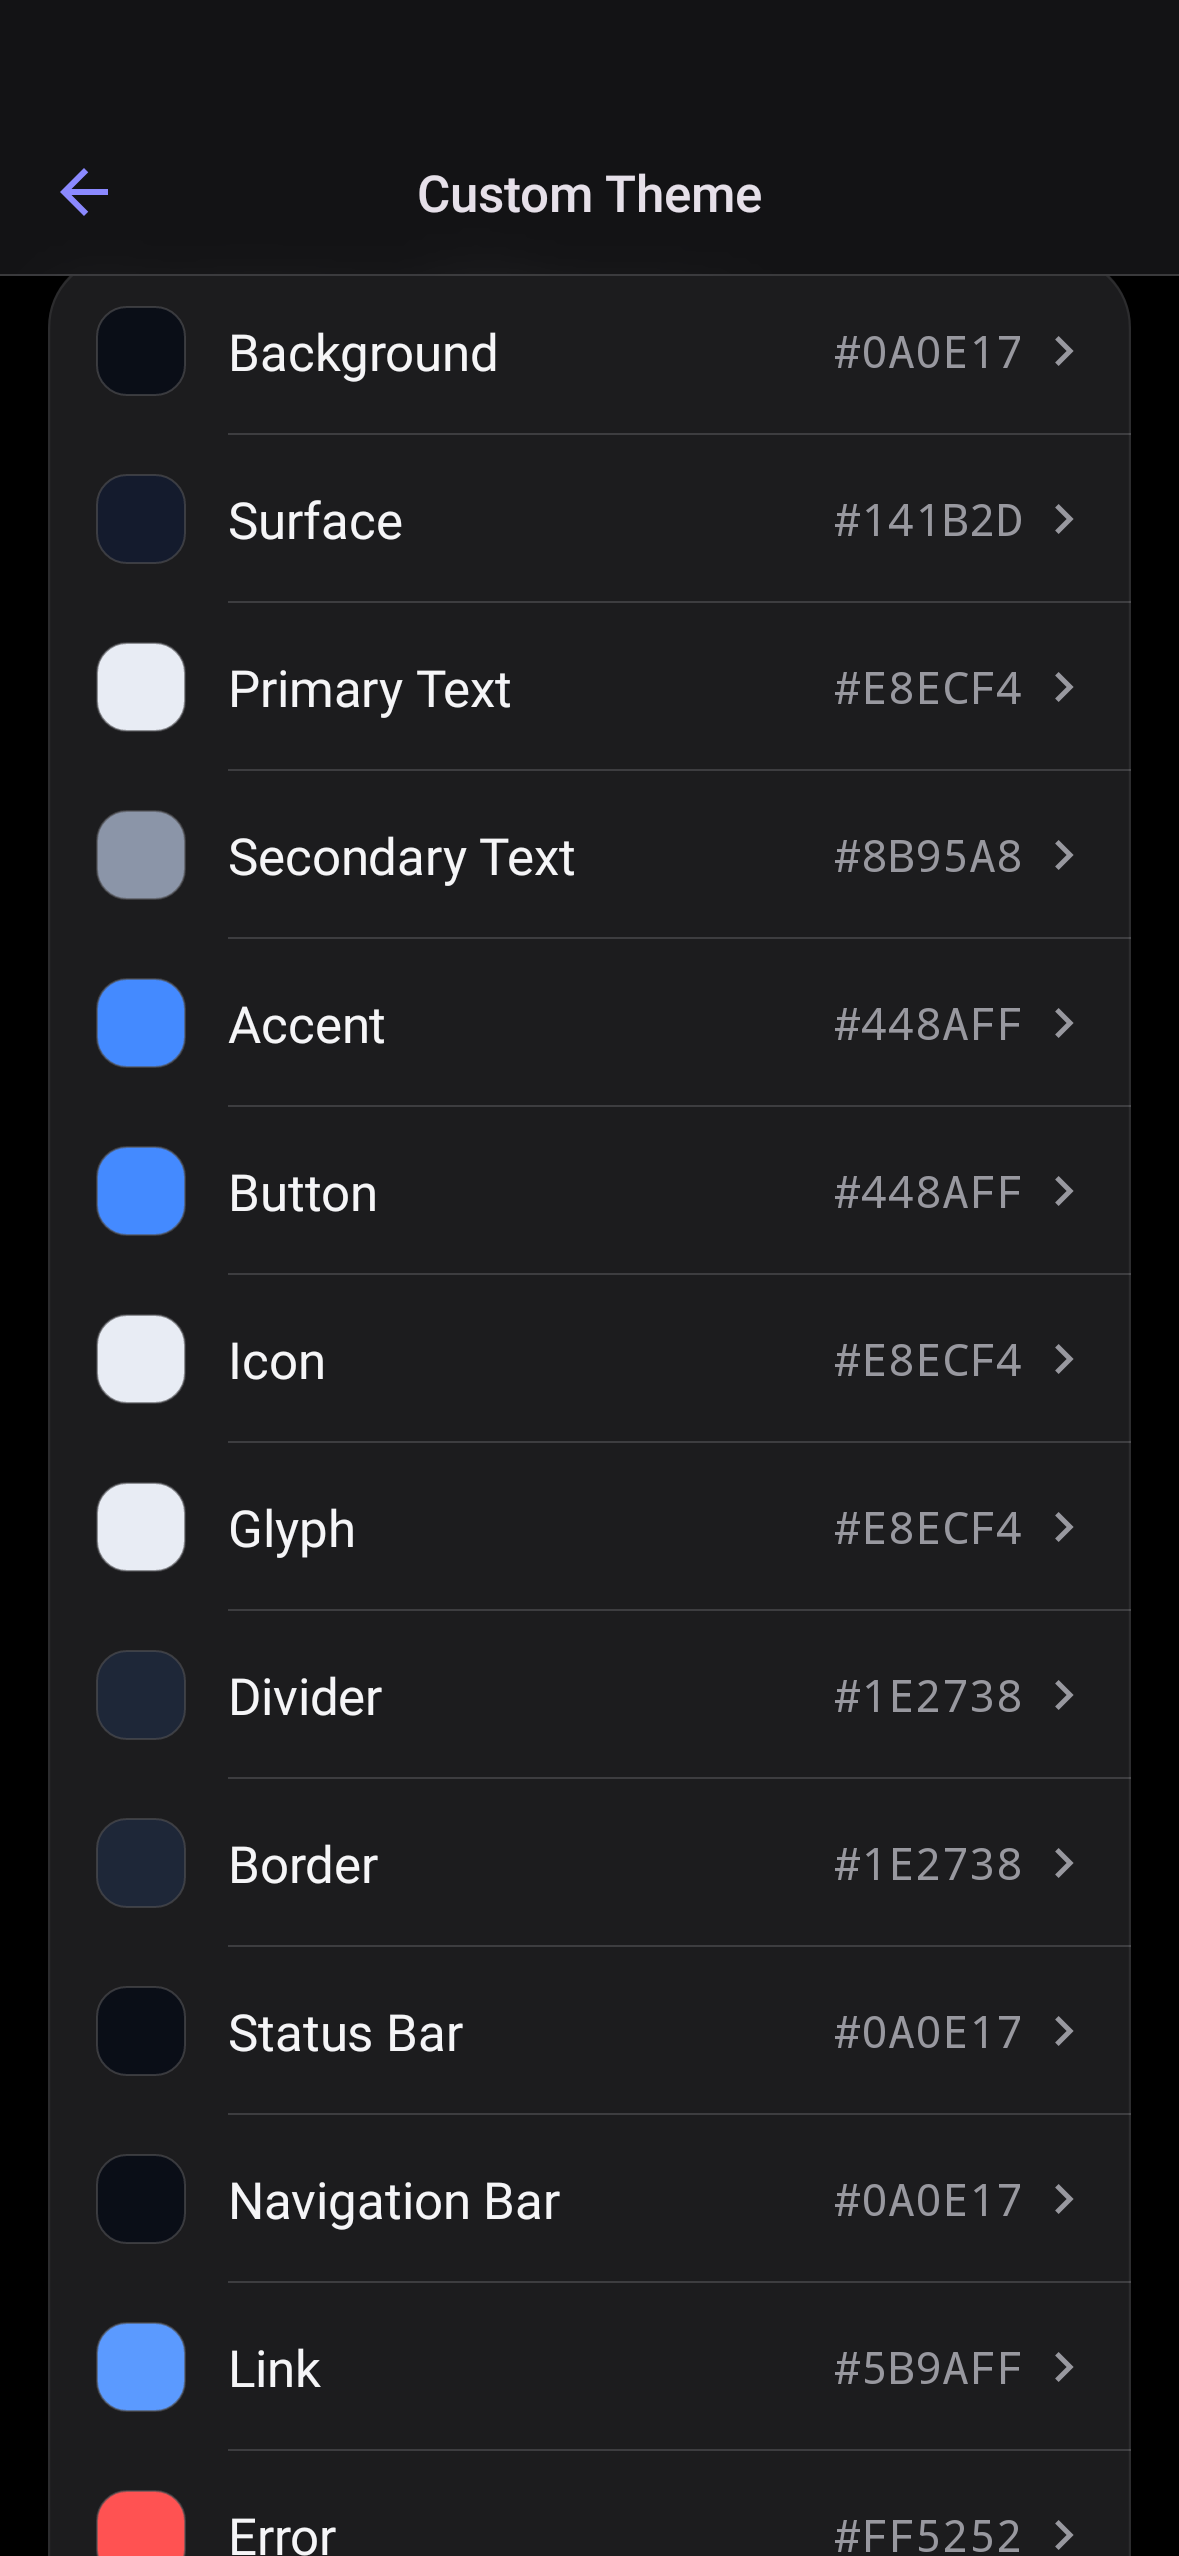 Custom Theme
Background #0A0E17
Surface #141B2D
Primary Text #E8ECF4
Secondary Text #8B95A8
Accent #448AFF
Button #448AFF
Icon #E8ECF4
Glyph #E8ECF4
Divider #1E2738
Border #1E2738
Status Bar #0A0E17
Navigation Bar #0A0E17
Link #5B9AFF
Error #FF5252